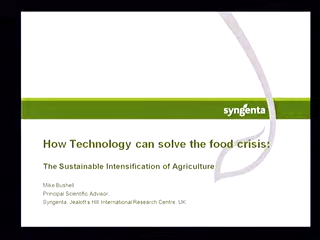 syngenta
How Technology can solve the food crisis:
The Sustainable Intensification of Agriculture
Mike Bushell
Principal Scientific Advisor,
Syngenta, Jealott's Hill International Research Centre, UK